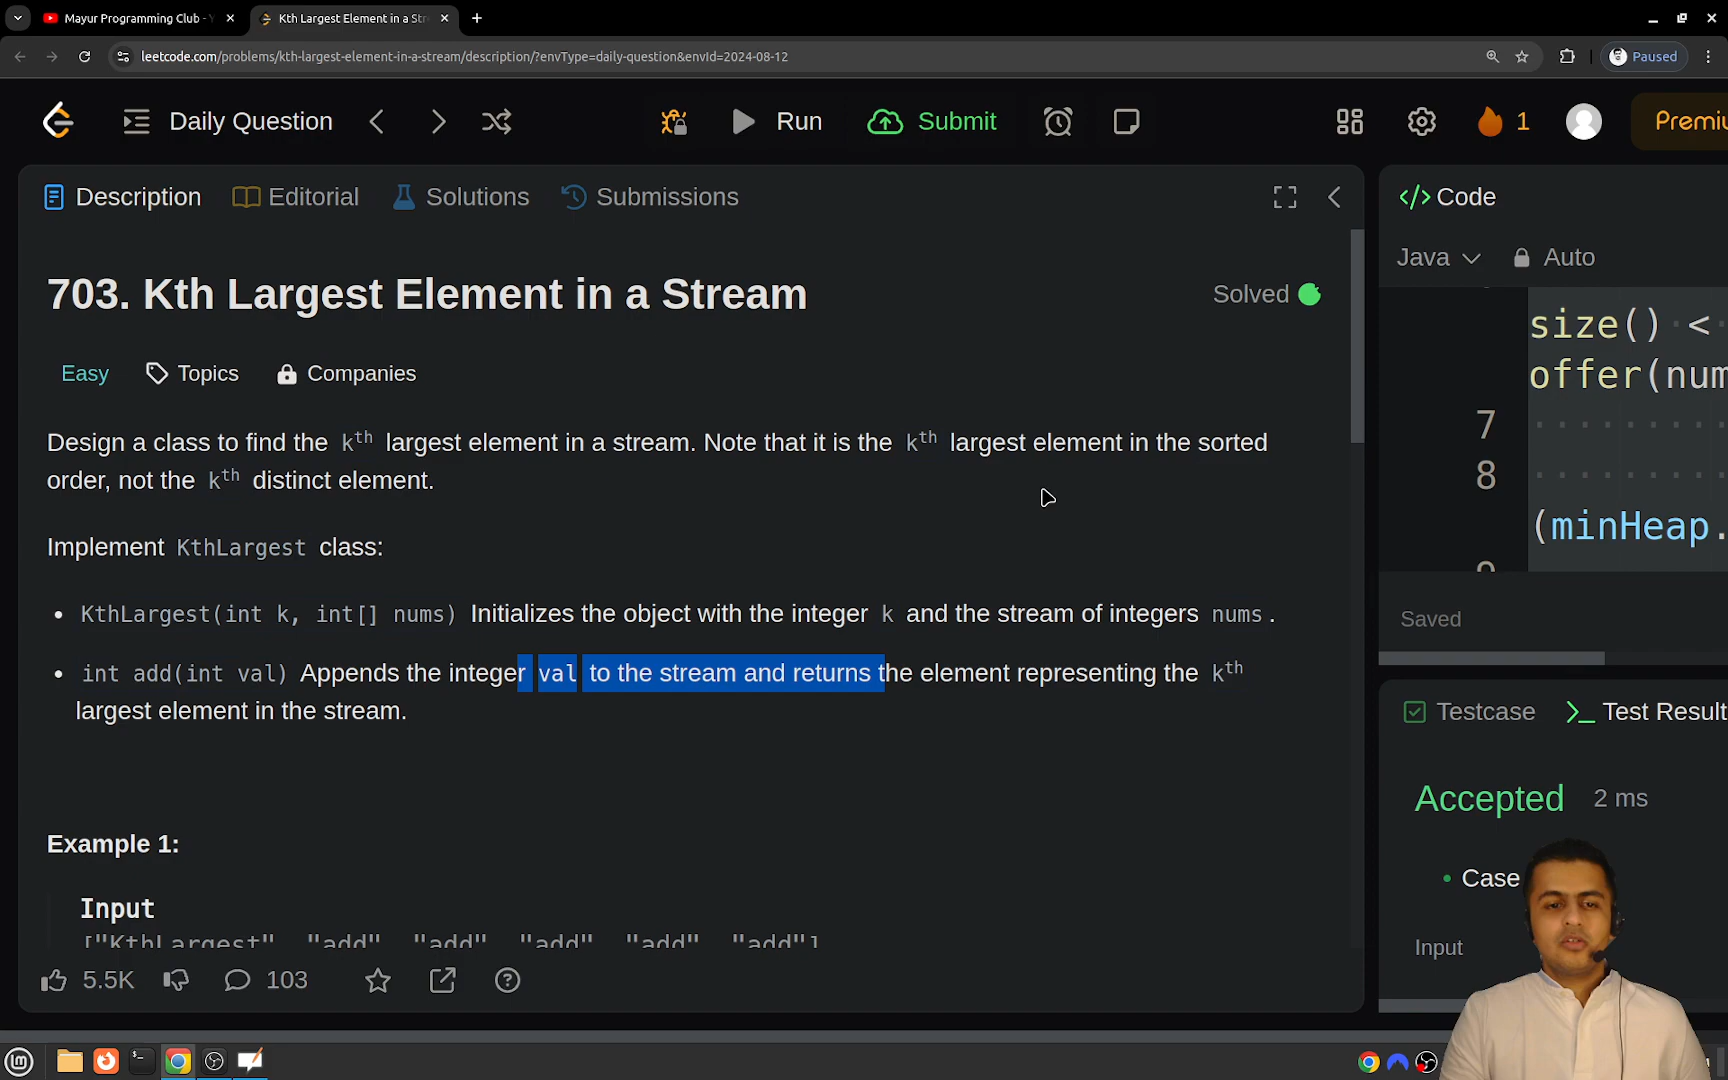 Mayur Programming Club -
Kth Largest Element in a Str
leetcode.com/problems/kth-largest-element-in-a-stream/description/?envType=daily-question&envId=2024-08-12
Paused
Daily Question
Run
Submit
1
Premiu
Description
Editorial
Solutions
Submissions
</> Code
703. Kth Largest Element in a Stream
Solved
Java
Auto
Easy
Topics
Companies
size() <
offer(num
7
8
(minHeap.
Design a class to find the kth largest element in a stream. Note that it is the kth largest element in the sorted
order, not the kth distinct element.
Implement KthLargest class:
KthLargest(int k, int[] nums) Initializes the object with the integer k and the stream of integers nums.
int add(int val) Appends the integer val to the stream and returns the element representing the kth
largest element in the stream.
Saved
Testcase
Test Result
Example 1:
Accepted 2 ms
Case
Input
Input
["KthLargest", "add", "add", "add", "add", "add"]
5.5K
103